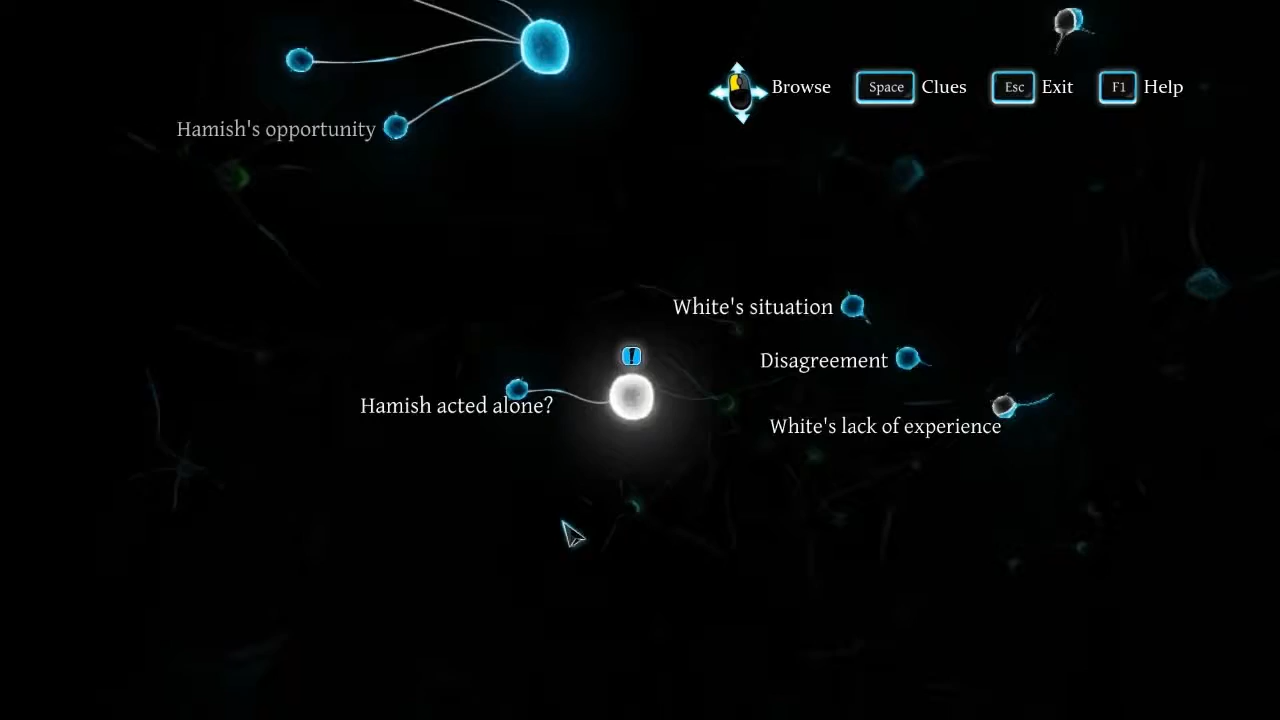 Browse
Space Clues
Esc Exit
F1 Help
Hamish's opportunity
White's situation
Disagreement
!
Hamish acted alone?
White's lack of experience